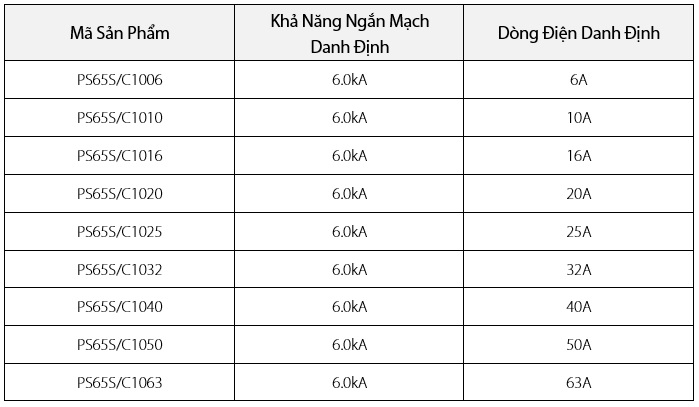 Mã Sản Phẩm
Khả Năng Ngắn Mạch
Danh Định
Dòng Điện Danh Định
PS65S/C1006 6.0kA 6A
PS65S/C1010 6.0kA 10A
PS65S/C1016 6.0kA 16A
PS65S/C1020 6.0kA 20A
PS65S/C1025 6.0kA 25A
PS65S/C1032 6.0kA 32A
PS65S/C1040 6.0kA 40A
PS65S/C1050 6.0kA 50A
PS65S/C1063 6.0kA 63A